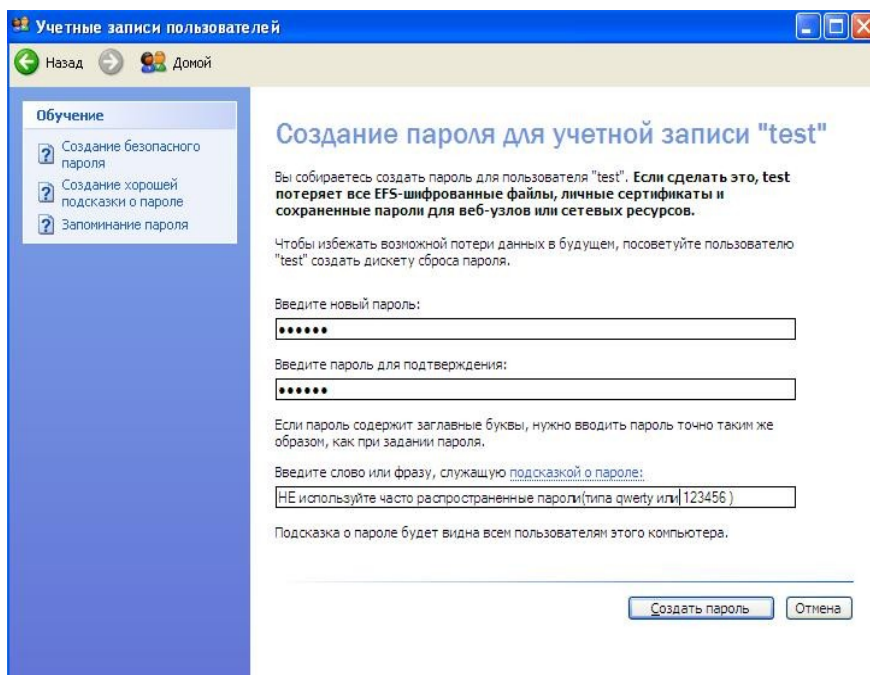 Учетные записи пользователей
Назад
Домой
Обучение
Создание безопасного
пароля
Создание хорошей
подсказки о пароле
Запоминание пароля
Создание пароля для учетной записи "test"
Вы собираетесь создать пароль для пользователя "test". Если сделать это, test
потеряет все EFS-шифрованные файлы, личные сертификаты и
сохраненные пароли для веб-узлов или сетевых ресурсов.
Чтобы избежать возможной потери данных в будущем, посоветуйте пользователю
"test" создать дискету сброса пароля.
Введите новый пароль:
••••••
Введите пароль для подтверждения:
••••••
Если пароль содержит заглавные буквы, нужно вводить пароль точно таким же
образом, как при задании пароля.
Введите слово или фразу, служащую подсказкой о пароле:
НЕ используйте часто распространенные пароли(типа qwerty или 123456 )
Подсказка о пароле будет видна всем пользователям этого компьютера.
Создать пароль
Отмена